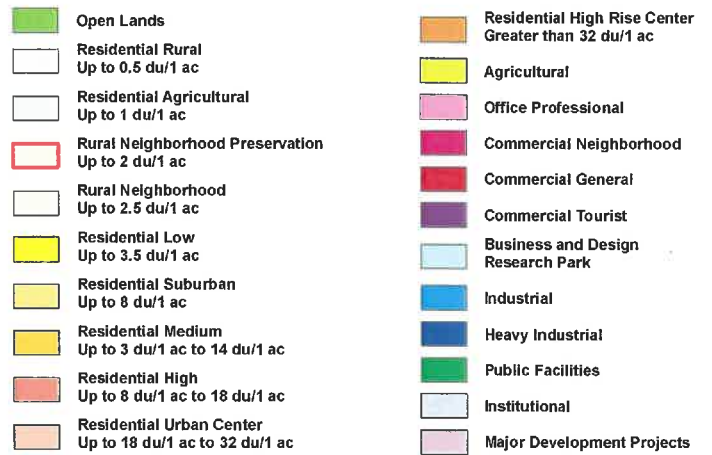 Open Lands
Residential Rural
Up to 0.5 du/1 ac
Residential Agricultural
Up to 1 du/1 ac
Rural Neighborhood Preservation
Up to 2 du/1 ac
Rural Neighborhood
Up to 2.5 du/1 ac
Residential Low
Up to 3.5 du/1 ac
Residential Suburban
Up to 8 du/1 ac
Residential Medium
Up to 3 du/1 ac to 14 du/1 ac
Residential High
Up to 8 du/1 ac to 18 du/1 ac
Residential Urban Center
Up to 18 du/1 ac to 32 du/1 ac
Residential High Rise Center
Greater than 32 du/1 ac
Agricultural
Office Professional
Commercial Neighborhood
Commercial General
Commercial Tourist
Business and Design
Research Park
Industrial
Heavy Industrial
Public Facilities
Institutional
Major Development Projects